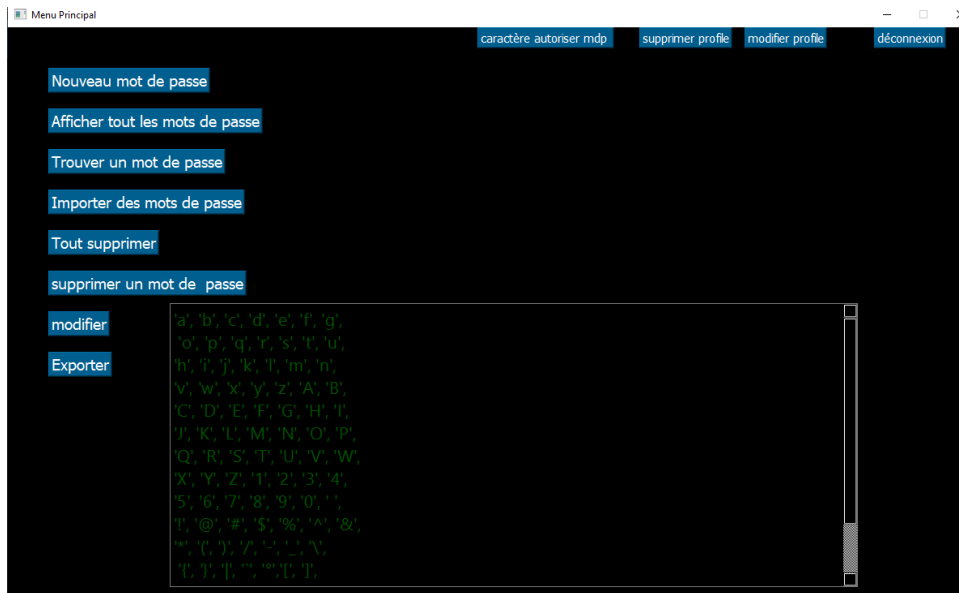 Menu Principal
caractère autoriser mdp
supprimer profile
modifier profile
déconnexion
Nouveau mot de passe
Afficher tout les mots de passe
Trouver un mot de passe
Importer des mots de passe
Tout supprimer
supprimer un mot de  passe
modifier
Exporter
'a', 'b', 'c', 'd', 'e', 'f', 'g',
'o', 'p', 'q', 'r', 's', 't', 'u',
'h', 'i', 'j', 'k', 'l', 'm', 'n',
'v', 'w', 'x', 'y', 'z', 'A', 'B',
'C', 'D', 'E', 'F', 'G', 'H', 'I',
'J', 'K', 'L', 'M', 'N', 'O', 'P',
'Q', 'R', 'S', 'T', 'U', 'V', 'W',
'X', 'Y', 'Z', '1', '2', '3', '4',
'5', '6', '7', '8', '9', '0', ' ',
'!', '@', '#', '$', '%', '^', '&',
'*', '(', ')', '/', '-', '_', '\',
'{', '}', '|', '`', '°','[', ']',